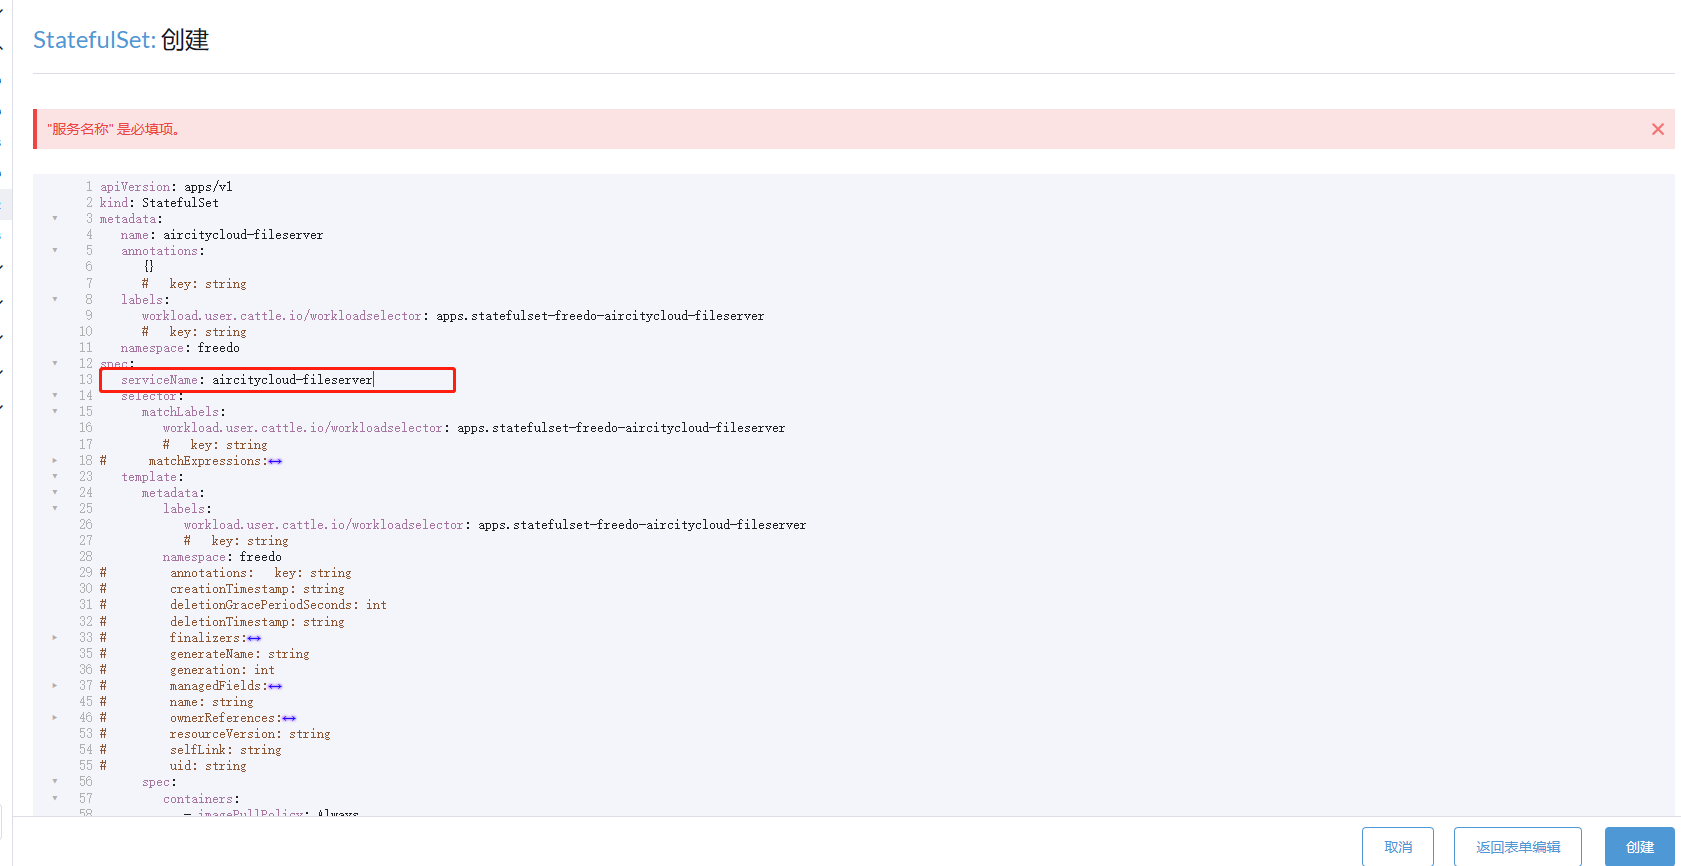 StatefulSet: 创建
"服务名称" 是必填项。
1 apiVersion: apps/v1
2 kind: StatefulSet
3 metadata:
4 name: aircitycloud-fileserver
5 annotations:
6 {}
7 # key: string
8 labels:
9 workload.user.cattle.io/workloadselector: apps.statefulset-freedo-aircitycloud-fileserver
10 # key: string
11 namespace: freedo
12 spec:
13 serviceName: aircitycloud-fileserver
14 selector:
15 matchLabels:
16 workload.user.cattle.io/workloadselector: apps.statefulset-freedo-aircitycloud-fileserver
17 # key: string
18 # matchExpressions:
23 template:
24 metadata:
25 labels:
26 workload.user.cattle.io/workloadselector: apps.statefulset-freedo-aircitycloud-fileserver
27 # key: string
28 namespace: freedo
29 # annotations: key: string
30 # creationTimestamp: string
31 # deletionGracePeriodSeconds: int
32 # deletionTimestamp: string
33 # finalizers:
35 # generateName: string
36 # generation: int
37 # managedFields:
45 # name: string
46 # ownerReferences:
53 # resourceVersion: string
54 # selfLink: string
55 # uid: string
56 spec:
57 containers:
58 - imagePullPolicy: Always
取消
返回表单编辑
创建